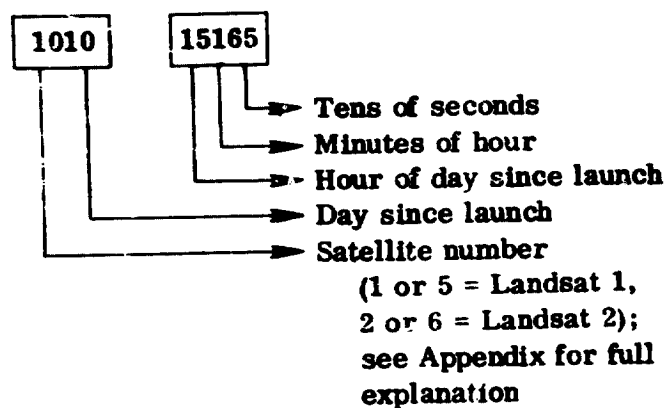 1010 15165
Tens of seconds
Minutes of hour
Hour of day since launch
Day since launch
Satellite number
(1 or 5 = Landsat 1,
2 or 6 = Landsat 2);
see Appendix for full
explanation